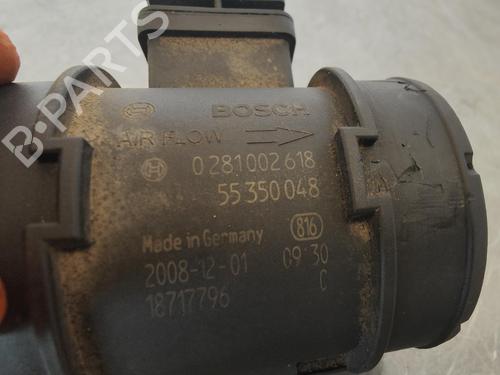 B-PARTS
BOSCH
AIR FLOW
0 281 002 618
55 350 048
816
Made in Germany
2008-12-01 09:30
18717796 C